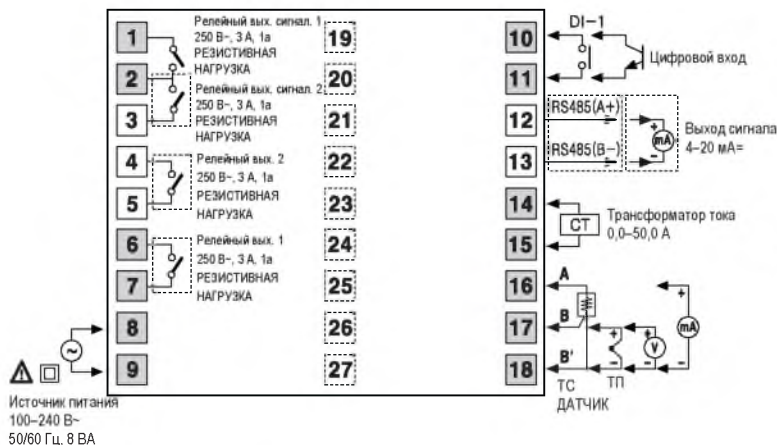 1
Релейный вых. сигнал. 1
250 В~, 3 А, 1а
РЕЗИСТИВНАЯ
НАГРУЗКА
2
Релейный вых. сигнал. 2
250 В~, 3 А, 1а
РЕЗИСТИВНАЯ
НАГРУЗКА
3
4
Релейный вых. 2
250 В~, 3 А, 1а
РЕЗИСТИВНАЯ
НАГРУЗКА
5
6
Релейный вых. 1
250 В~, 3 А, 1а
РЕЗИСТИВНАЯ
НАГРУЗКА
7
8
9
~
Источник питания
100–240 В~
50/60 Гц, 8 ВА
19
20
21
22
23
24
25
26
27
10
11
12
13
14
15
16
17
18
DI-1
Цифровой вход
RS485(A+)
RS485(B-)
+
mA
-
Выход сигнала
4–20 мА=
CT
Трансформатор тока
0,0–50,0 А
A
B
B'
+
-
+
V
-
+
mA
-
ТС
ТП
ДАТЧИК